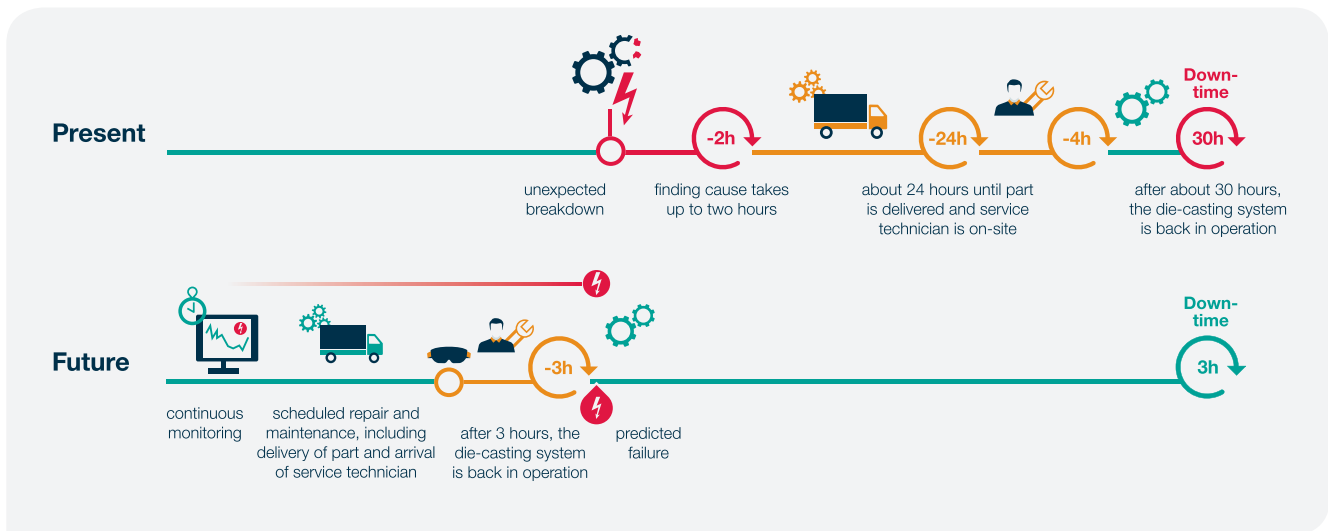 Present
-2h
-24h
-4h
Down-
time
30h
unexpected
breakdown
finding cause takes
up to two hours
about 24 hours until part
is delivered and service
technician is on-site
after about 30 hours,
the die-casting system
is back in operation
Future
-3h
Down-
time
3h
continuous
monitoring
scheduled repair and
maintenance, including
delivery of part and arrival
of service technician
after 3 hours, the
die-casting system
is back in operation
predicted
failure